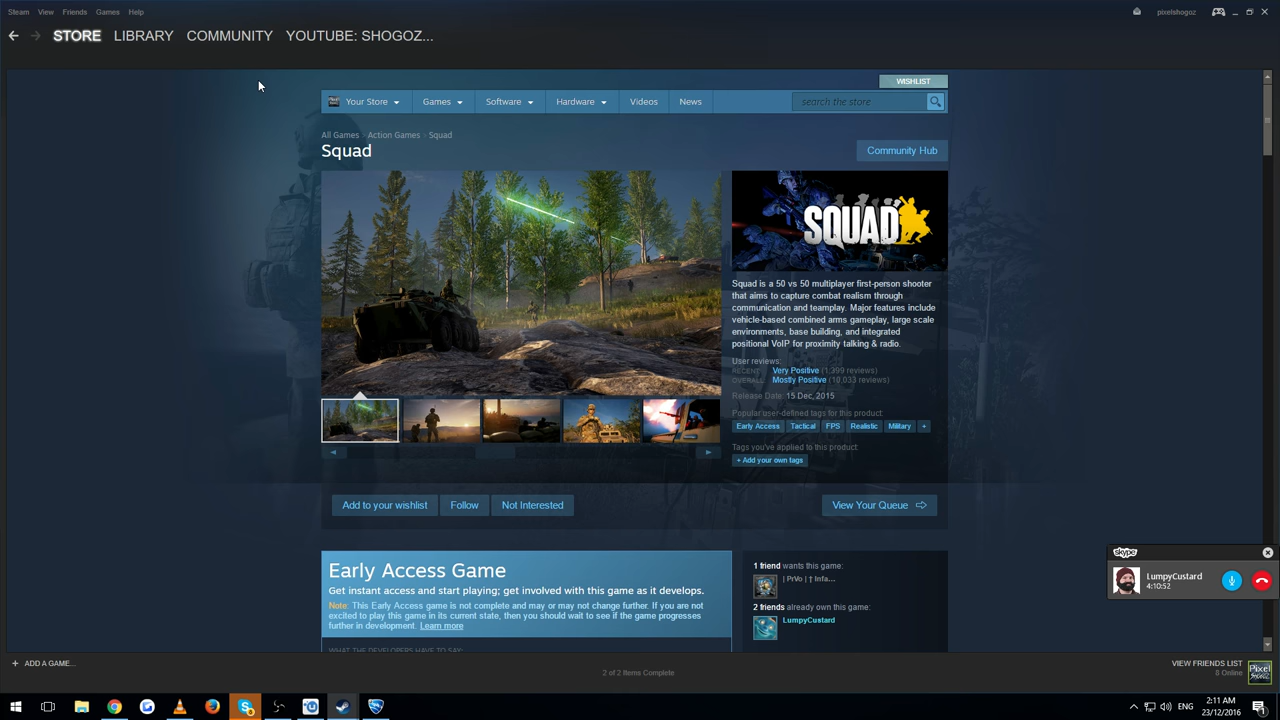 Steam View Friends Games Help
pixelshogoz
STORE LIBRARY COMMUNITY YOUTUBE: SHOGOZ...
WISHLIST
Your Store Games Software Hardware Videos News
search the store
All Games > Action Games > Squad
Squad
Community Hub
SQUAD
Squad is a 50 vs 50 multiplayer first-person shooter
that aims to capture combat realism through
communication and teamplay. Major features include
vehicle-based combined arms gameplay, large scale
environments, base building, and integrated
positional VoIP for proximity talking & radio.
User reviews:
RECENT: Very Positive (1,399 reviews)
OVERALL: Mostly Positive (10,033 reviews)
Release Date: 15 Dec, 2015
Popular user-defined tags for this product:
Early Access Tactical FPS Realistic Military +
Tags you've applied to this product:
+ Add your own tags
Add to your wishlist Follow Not Interested
View Your Queue
Early Access Game
Get instant access and start playing; get involved with this game as it develops.
Note: This Early Access game is not complete and may or may not change further. If you are
not excited to play this game in its current state, then you should wait to see if the game progresses
further in development. Learn more
WHAT THE DEVELOPERS HAVE TO SAY:
1 friend wants this game:
| PrVo | † Infa...
2 friends already own this game:
LumpyCustard
skype
LumpyCustard
4:10:52
+ ADD A GAME...
2 of 2 Items Complete
VIEW FRIENDS LIST
8 Online
Pixel
Shogoz
ENG
2:11 AM
23/12/2016
1